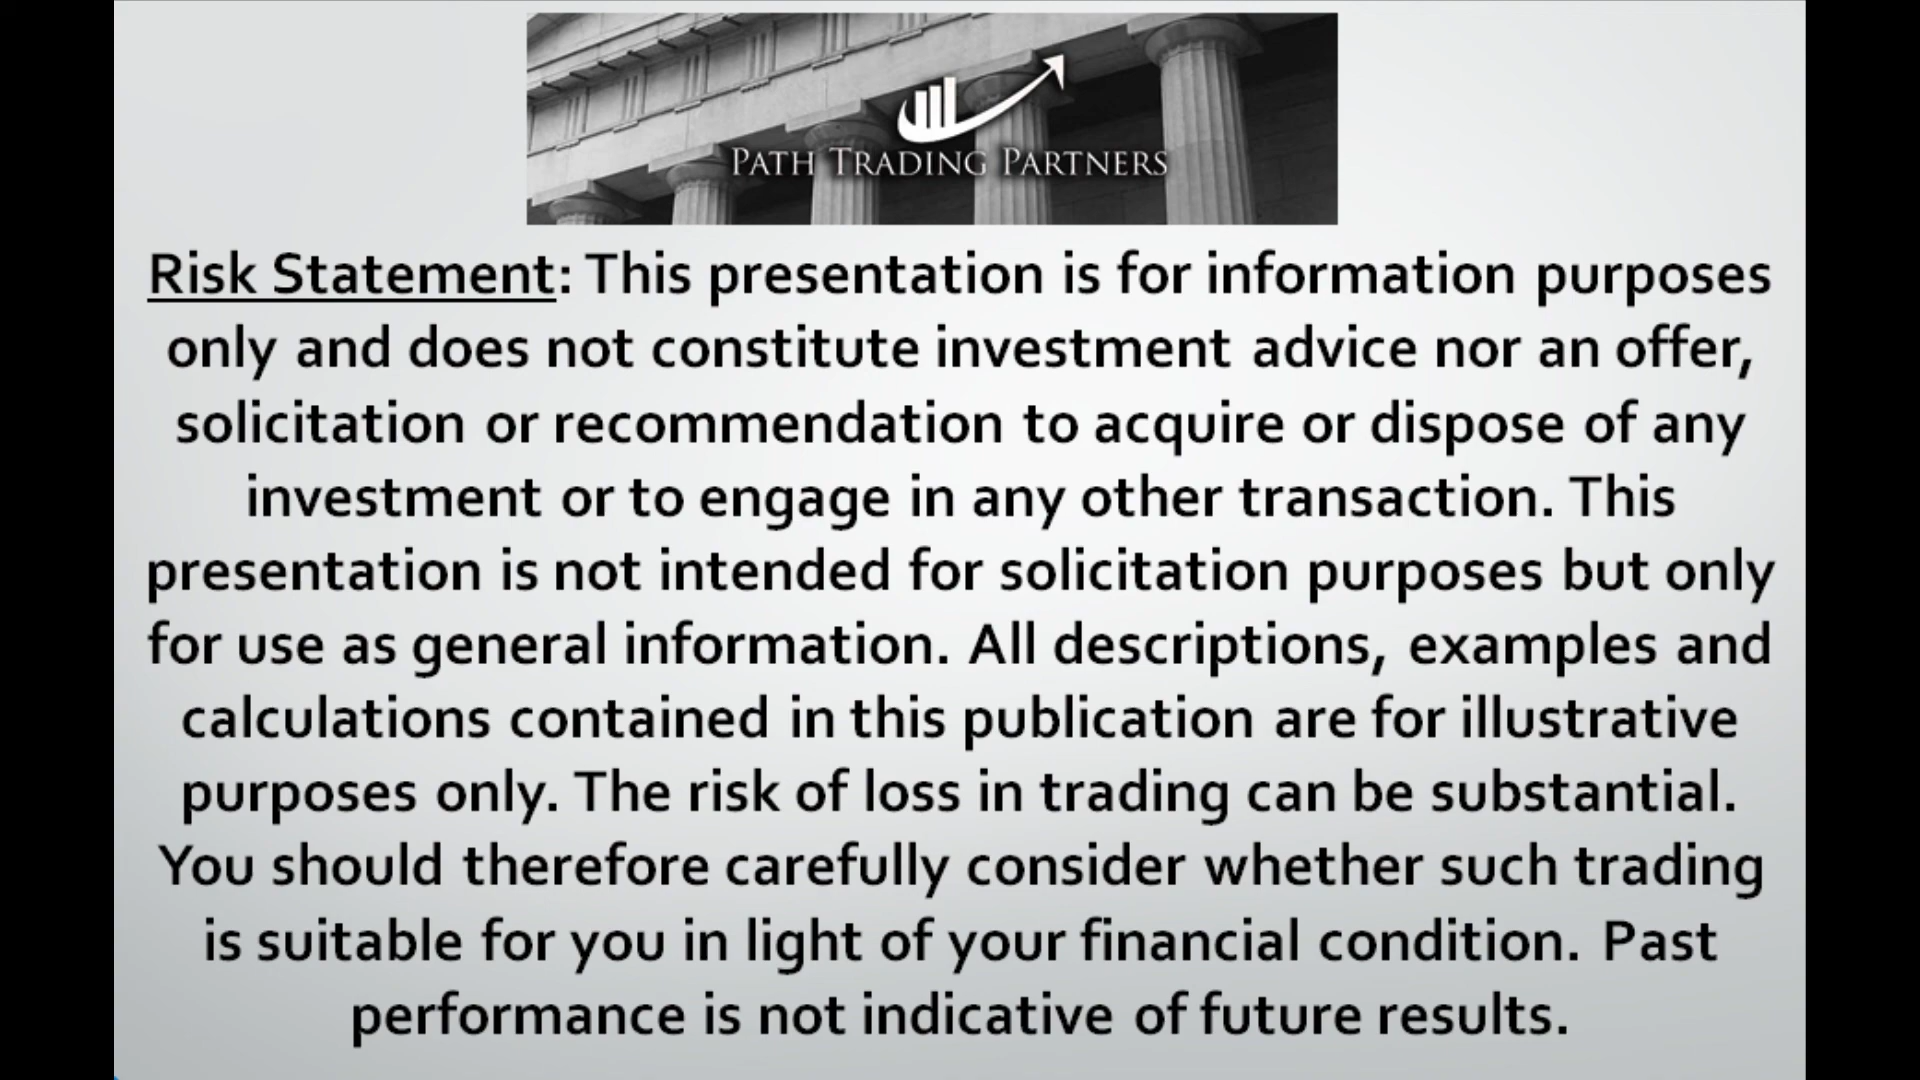 PATH TRADING PARTNERS
Risk Statement: This presentation is for information purposes
only and does not constitute investment advice nor an offer,
solicitation or recommendation to acquire or dispose of any
investment or to engage in any other transaction. This
presentation is not intended for solicitation purposes but only
for use as general information. All descriptions, examples and
calculations contained in this publication are for illustrative
purposes only. The risk of loss in trading can be substantial.
You should therefore carefully consider whether such trading
is suitable for you in light of your financial condition. Past
performance is not indicative of future results.